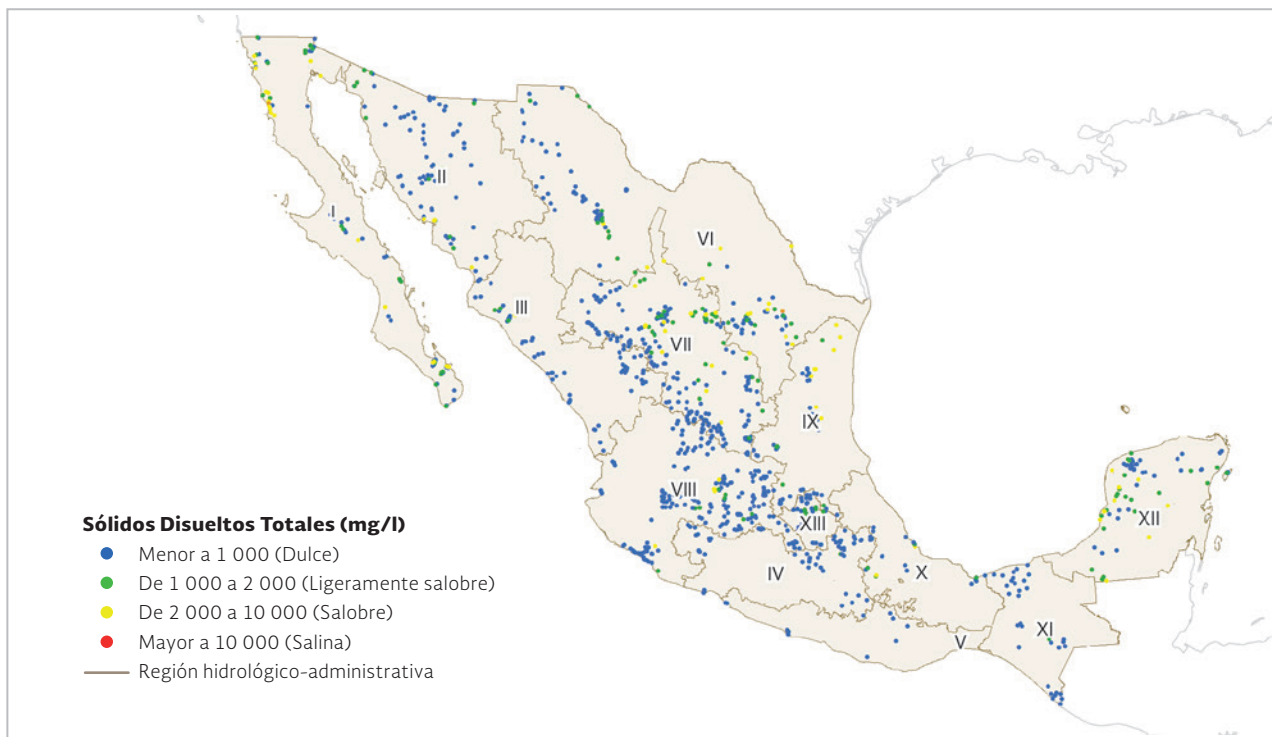 VI
II
I
III
VII
IX
VIII
XIII
XII
IV
X
XI
V
Sólidos Disueltos Totales (mg/l)
Menor a 1 000 (Dulce)
De 1 000 a 2 000 (Ligeramente salobre)
De 2 000 a 10 000 (Salobre)
Mayor a 10 000 (Salina)
Región hidrológico-administrativa